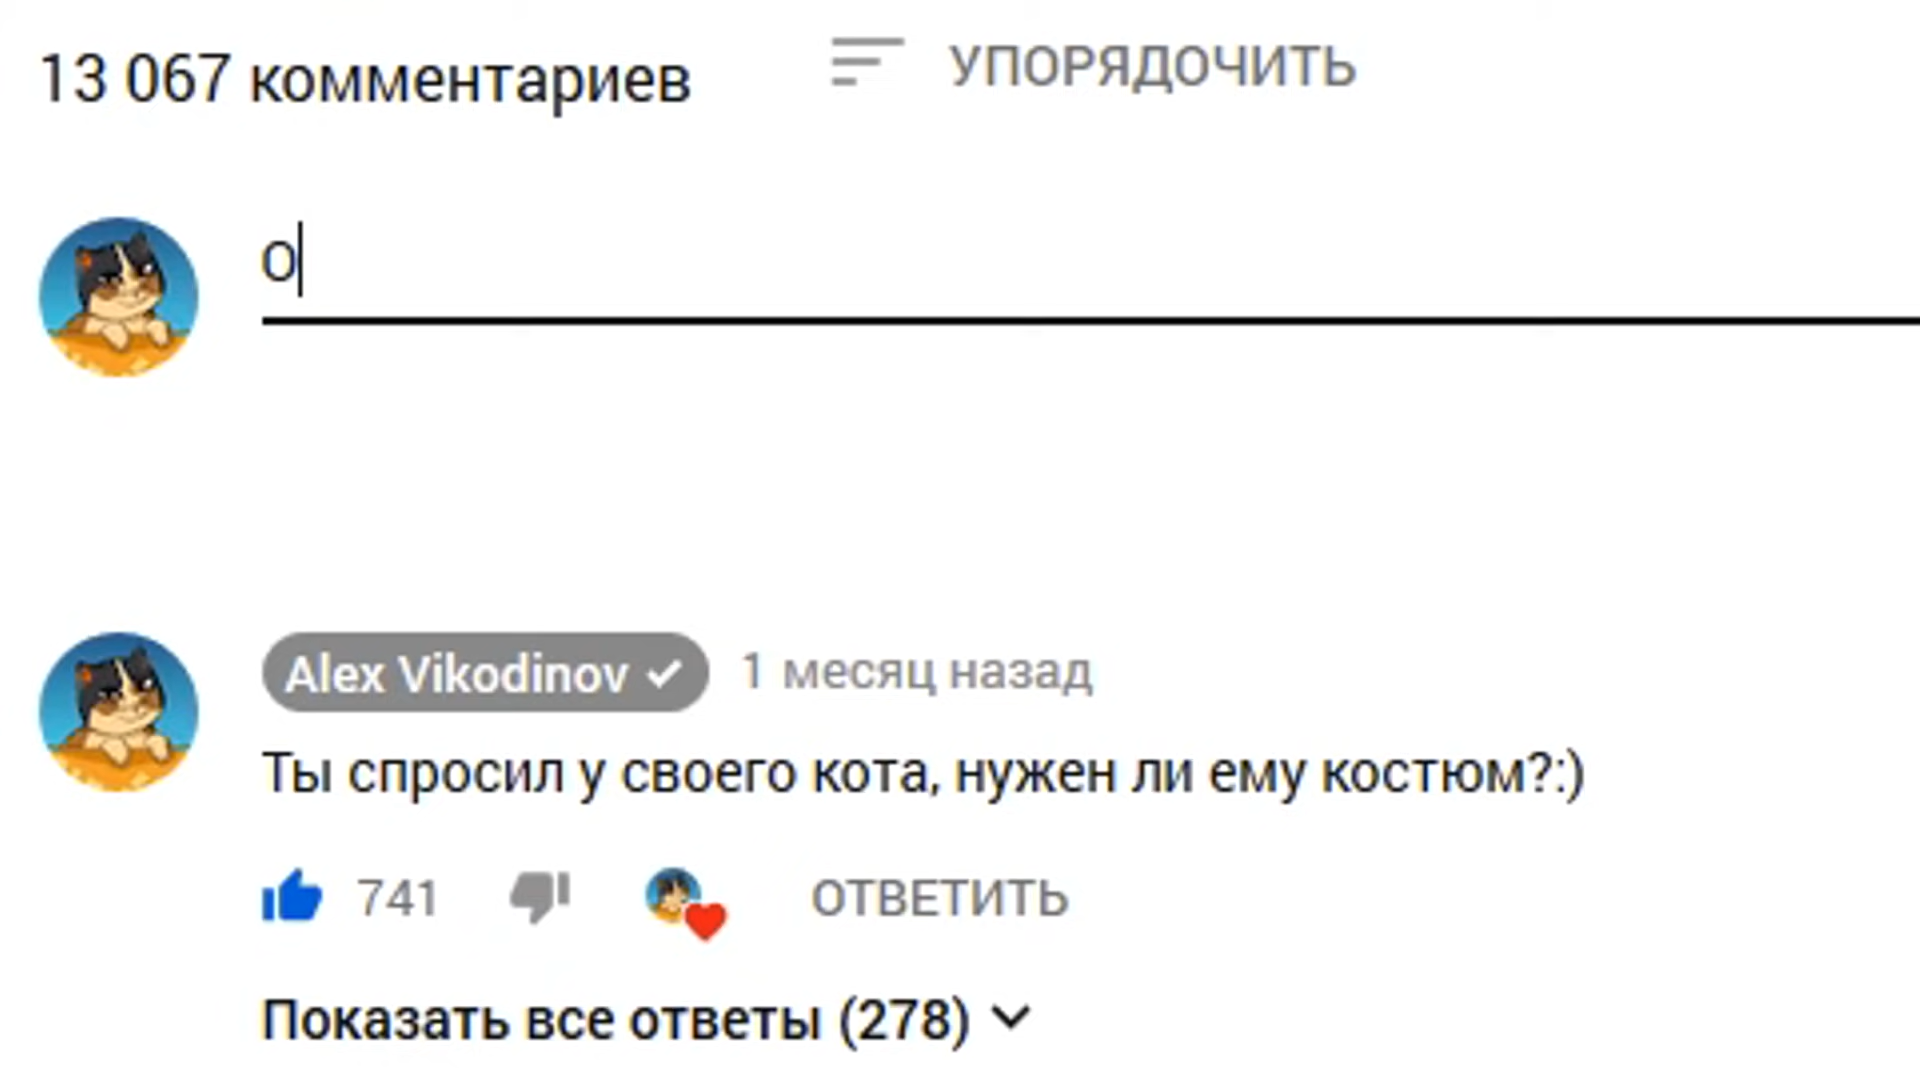 13 067 комментариев УПОРЯДОЧИТЬ
О
Alex Vikodinov 1 месяц назад
Ты спросил у своего кота, нужен ли ему костюм?:)
741 ОТВЕТИТЬ
Показать все ответы (278)